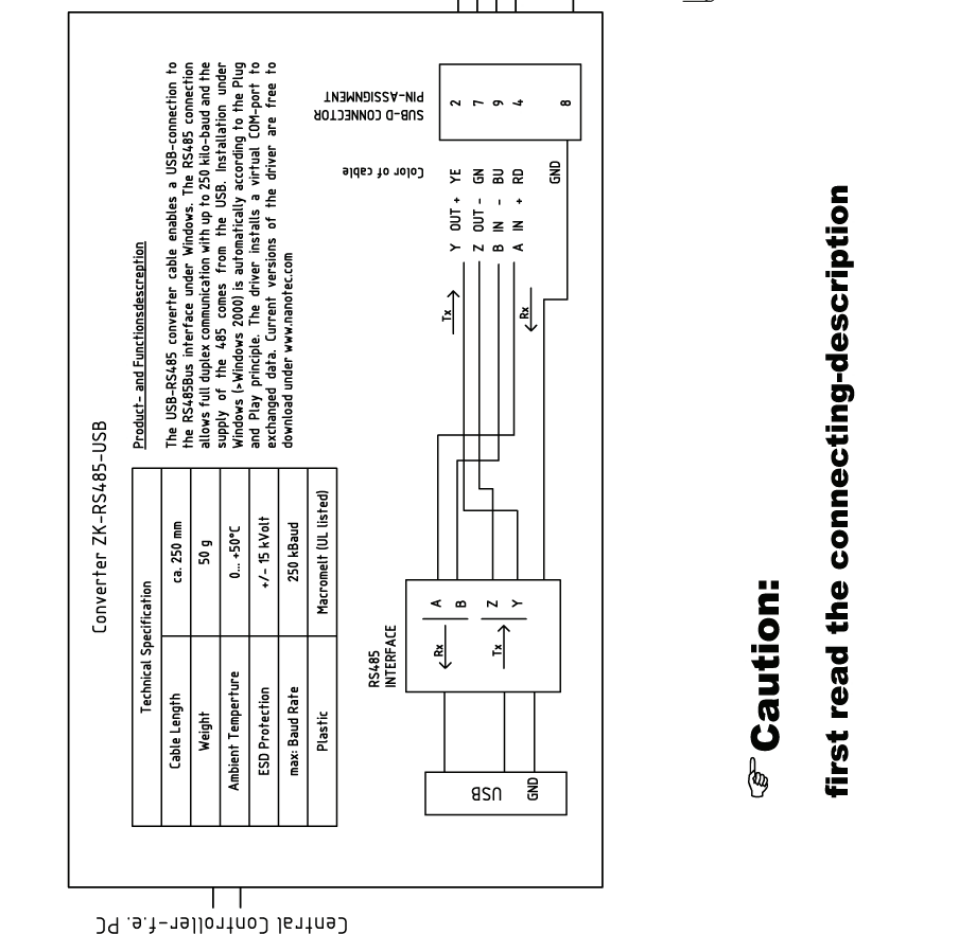 Converter ZK-RS485-USB
Technical Specification
Cable Length ca. 250 mm
Weight 50 g
Ambient Temperture 0... +50°C
ESD Protection +/- 15 kVolt
max: Baud Rate 250 kBaud
Plastic Macromelt (UL listed)
Product- and Functionsdescreption
The USB-RS485 converter cable enables a USB-connection to
the RS485Bus interface under Windows. The RS485 connection
allows full duplex communication with up to 250 kilo-baud and the
supply of the 485 comes from the USB. Installation under
Windows (>Windows 2000) is automatically according to the Plug
and Play principle. The driver installs a virtual COM-port to
exchanged data. Current versions of the driver are free to
download under www.nanotec.com
SUB-D CONNECTOR
PIN-ASSIGNMENT
Color of cable
RS485
INTERFACE
USB
GND
Rx
Tx
A
B
Z
Y
Tx
Rx
Y OUT + YE 2
Z OUT - GN 7
B IN - BU 9
A IN + RD 4
GND 8
Central Controller-f.e. PC
☞ Caution:
first read the connecting-description